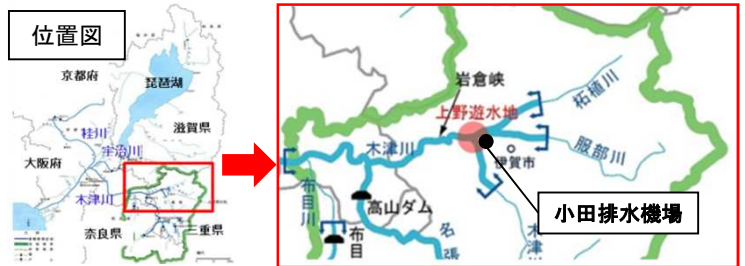 位置図
京都府
琵琶湖
滋賀県
桂川
宇治川
大阪府
木津川
奈良県
三重県
岩倉峡
上野遊水地
柘植川
服部川
木津川
伊賀市
布目川
高山ダム
小田排水機場
布目
名張
木津